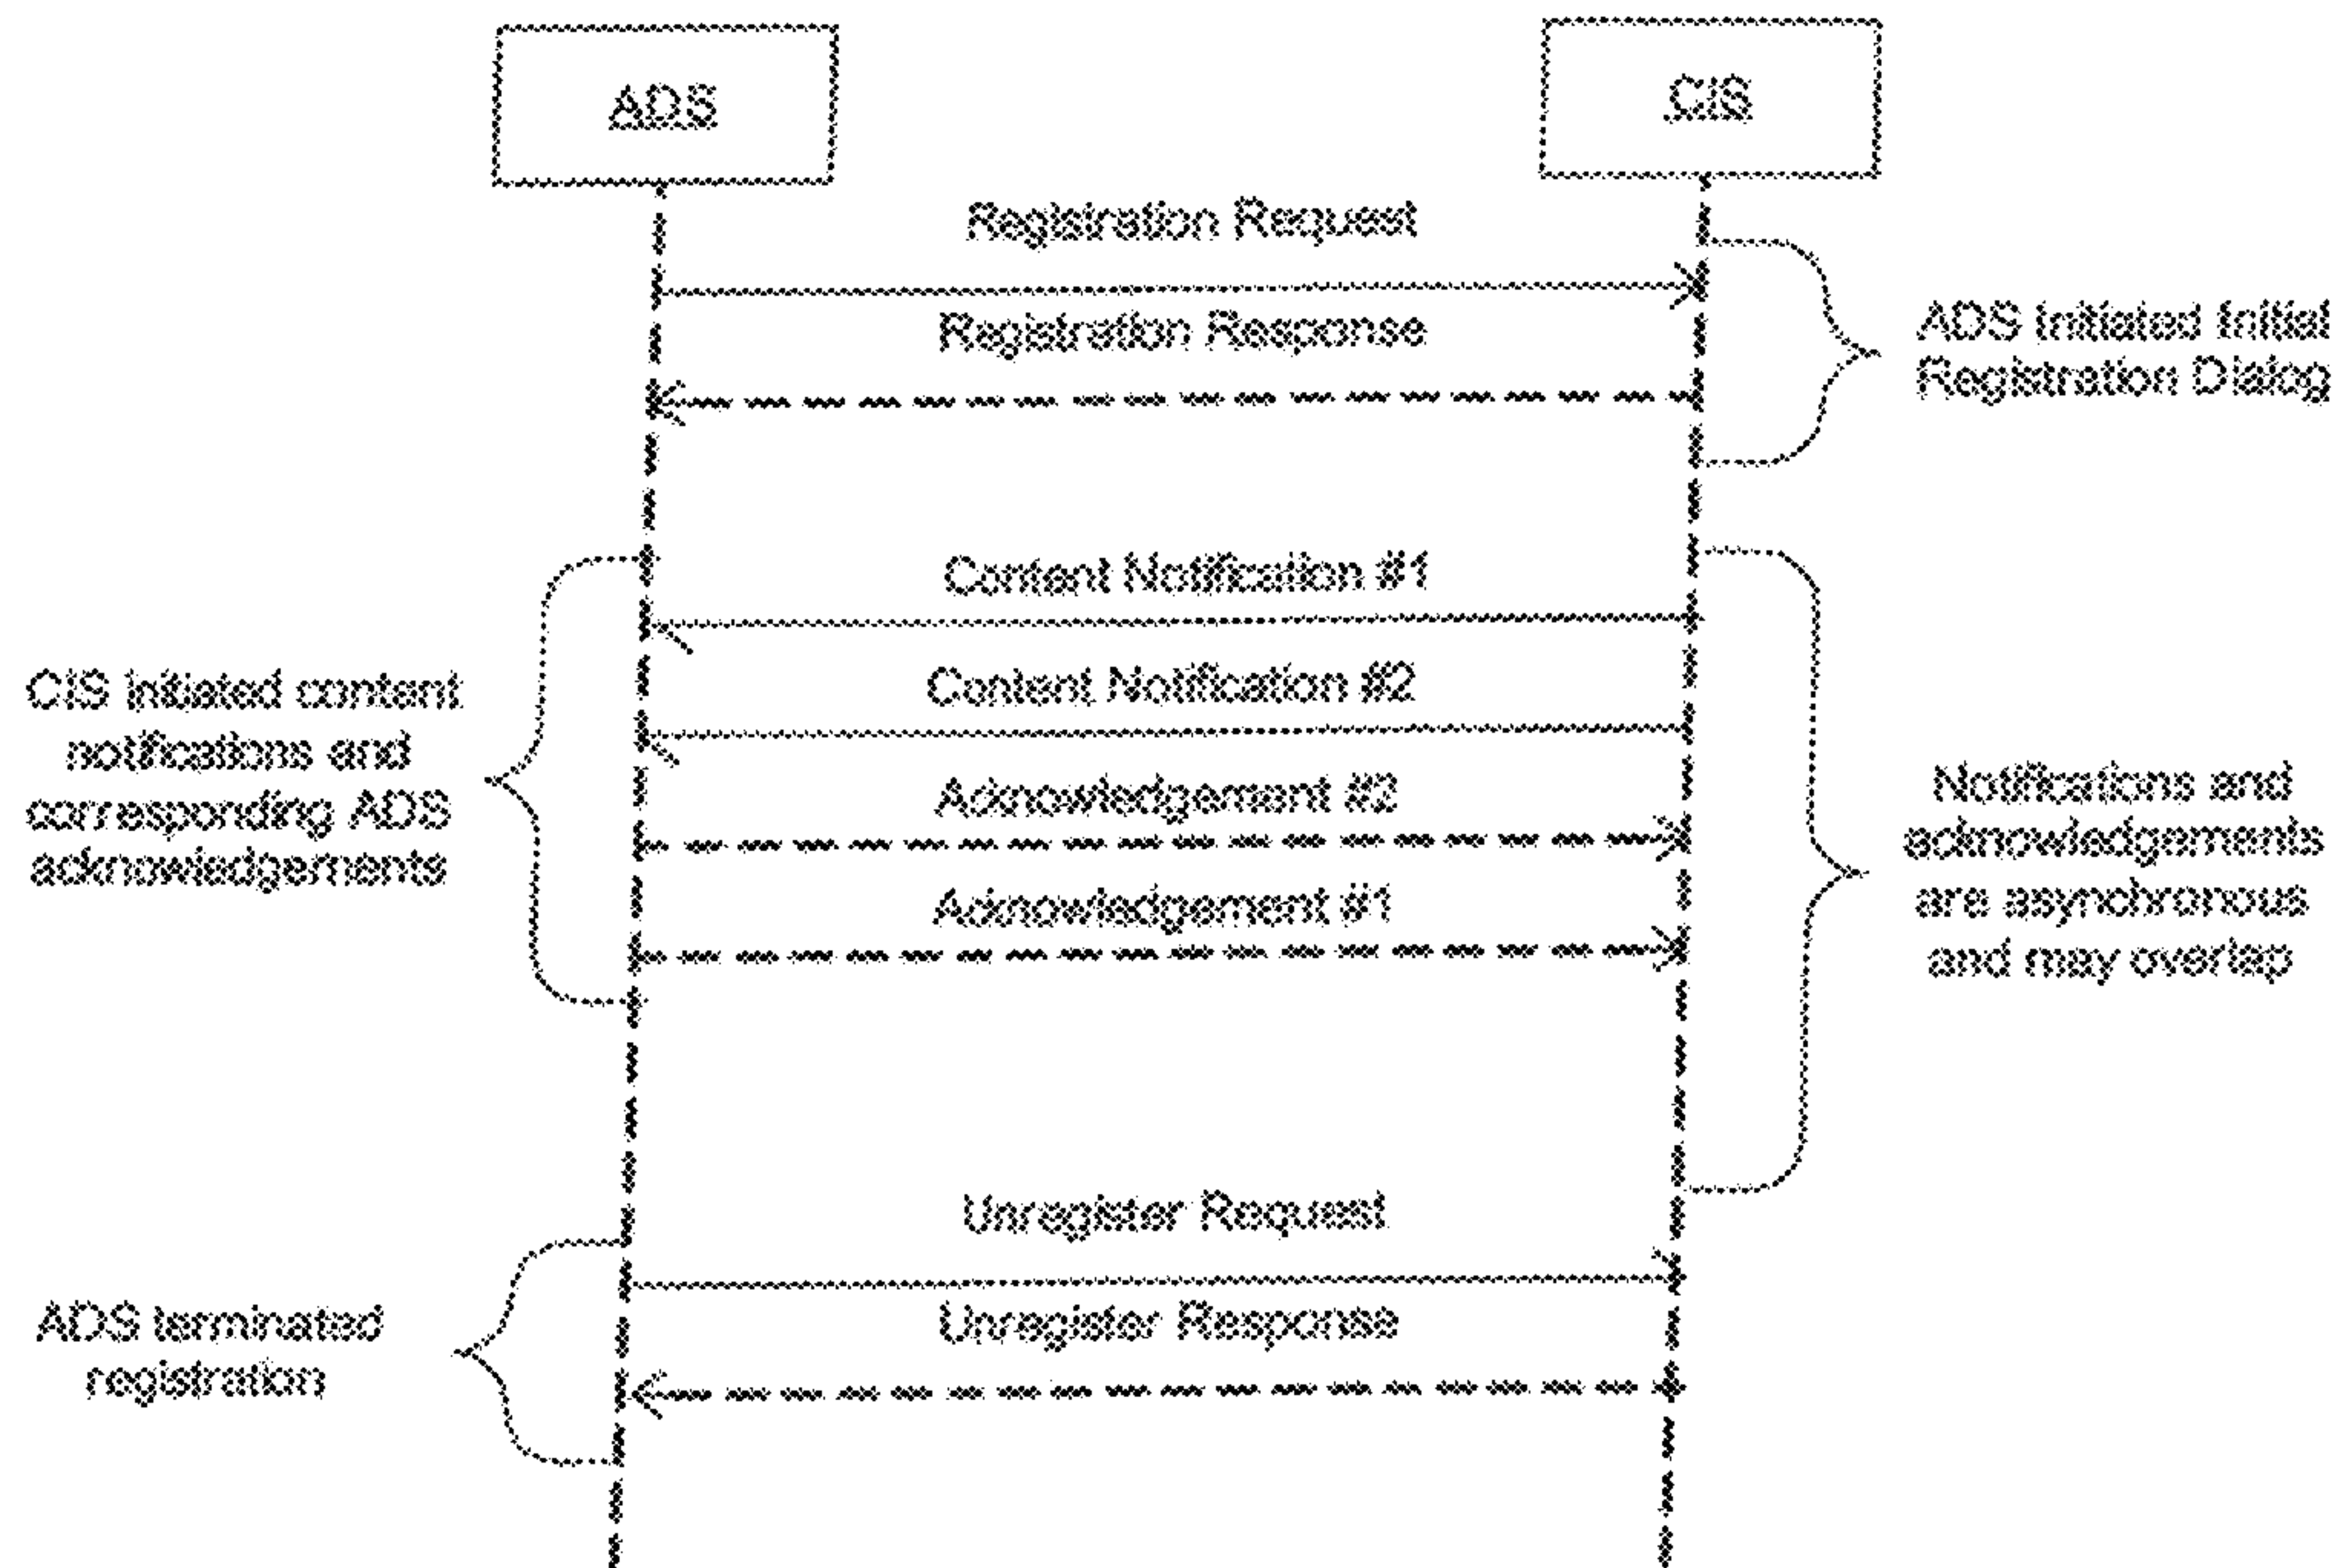 ADS
CIS
Registration Request
Registration Response
ADS Initiated Initial
Registration Dialog
Content Notification #1
Content Notification #2
Acknowledgement #2
Acknowledgement #1
CIS initiated content
notifications and
corresponding ADS
acknowledgements
Notifications and
acknowledgements
are asynchronous
and may overlap
Unregister Request
Unregister Response
ADS terminated
registration